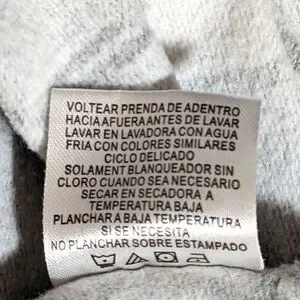 VOLTEAR PRENDA DE ADENTRO
HACIA AFUERA ANTES DE LAVAR
LAVAR EN LAVADORA CON AGUA
FRIA CON COLORES SIMILARES
CICLO DELICADO
SOLAMENT BLANQUEADOR SIN
CLORO CUANDO SEA NECESARIO
SECAR EN SECADORA A
TEMPERATURA BAJA
PLANCHAR A BAJA TEMPERATURA
SI SE NECESITA
NO PLANCHAR SOBRE ESTAMPADO